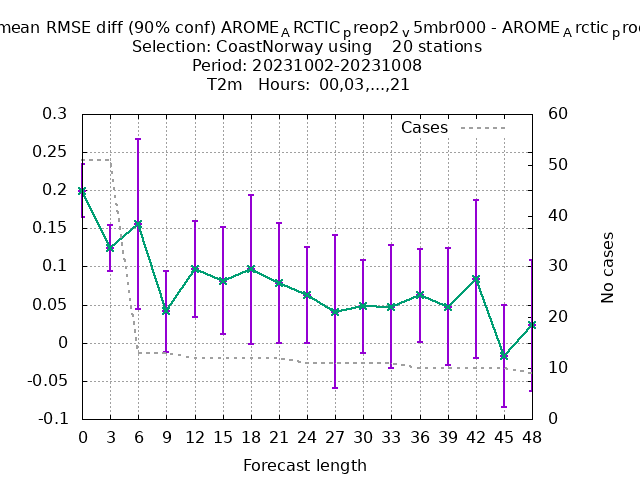 mean RMSE diff (90% conf) AROME_ARCTIC_preop2_v5mbr000 - AROME_Arctic_pro
Selection: CoastNorway using 20 stations
Period: 20231002-20231008
T2m Hours: 00,03,...,21
Cases
0.3
0.25
0.2
0.15
0.1
0.05
0
-0.05
-0.1
60
50
40
30
20
10
0
No cases
0 3 6 9 12 15 18 21 24 27 30 33 36 39 42 45 48
Forecast length